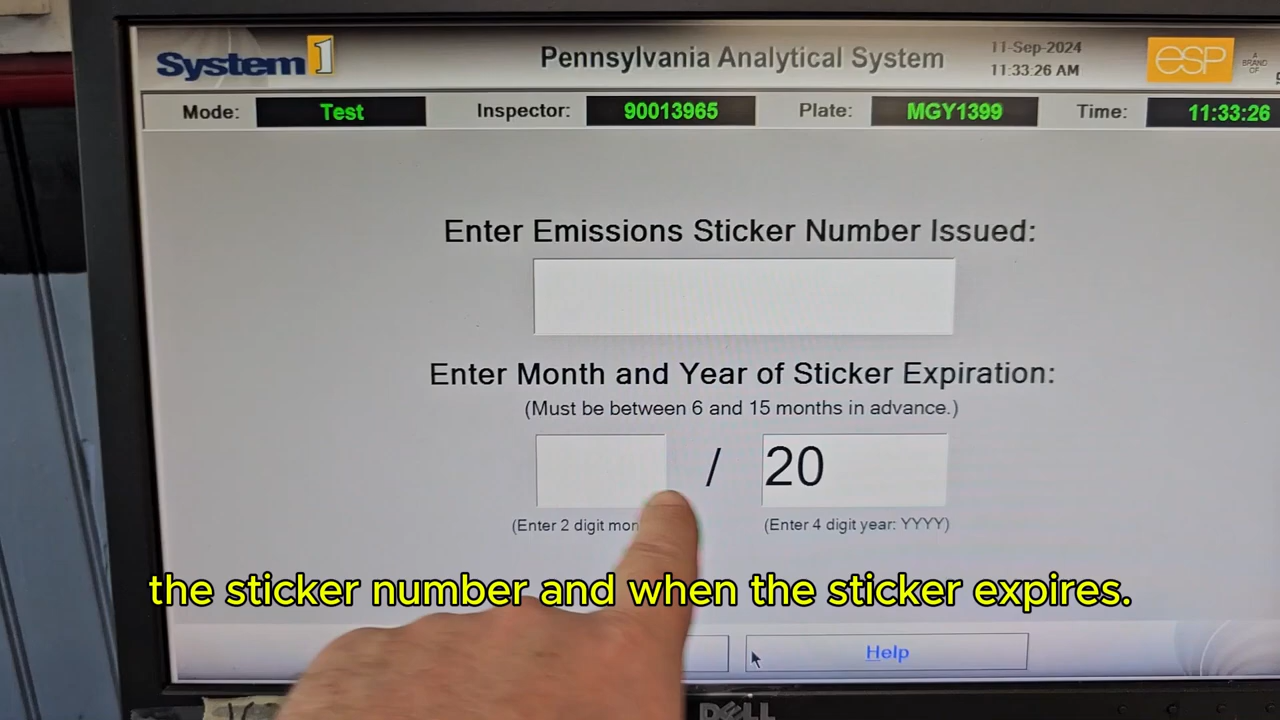 System1
Pennsylvania Analytical System
11-Sep-2024
11:33:26 AM
esp
A BRAND OF
Mode: Test Inspector: 90013965 Plate: MGY1399 Time: 11:33:26
Enter Emissions Sticker Number Issued:
Enter Month and Year of Sticker Expiration:
(Must be between 6 and 15 months in advance.)
/ 20
(Enter 2 digit (Enter 4 digit year: YYYY)
the sticker number and when the sticker expires.
Help
DELL